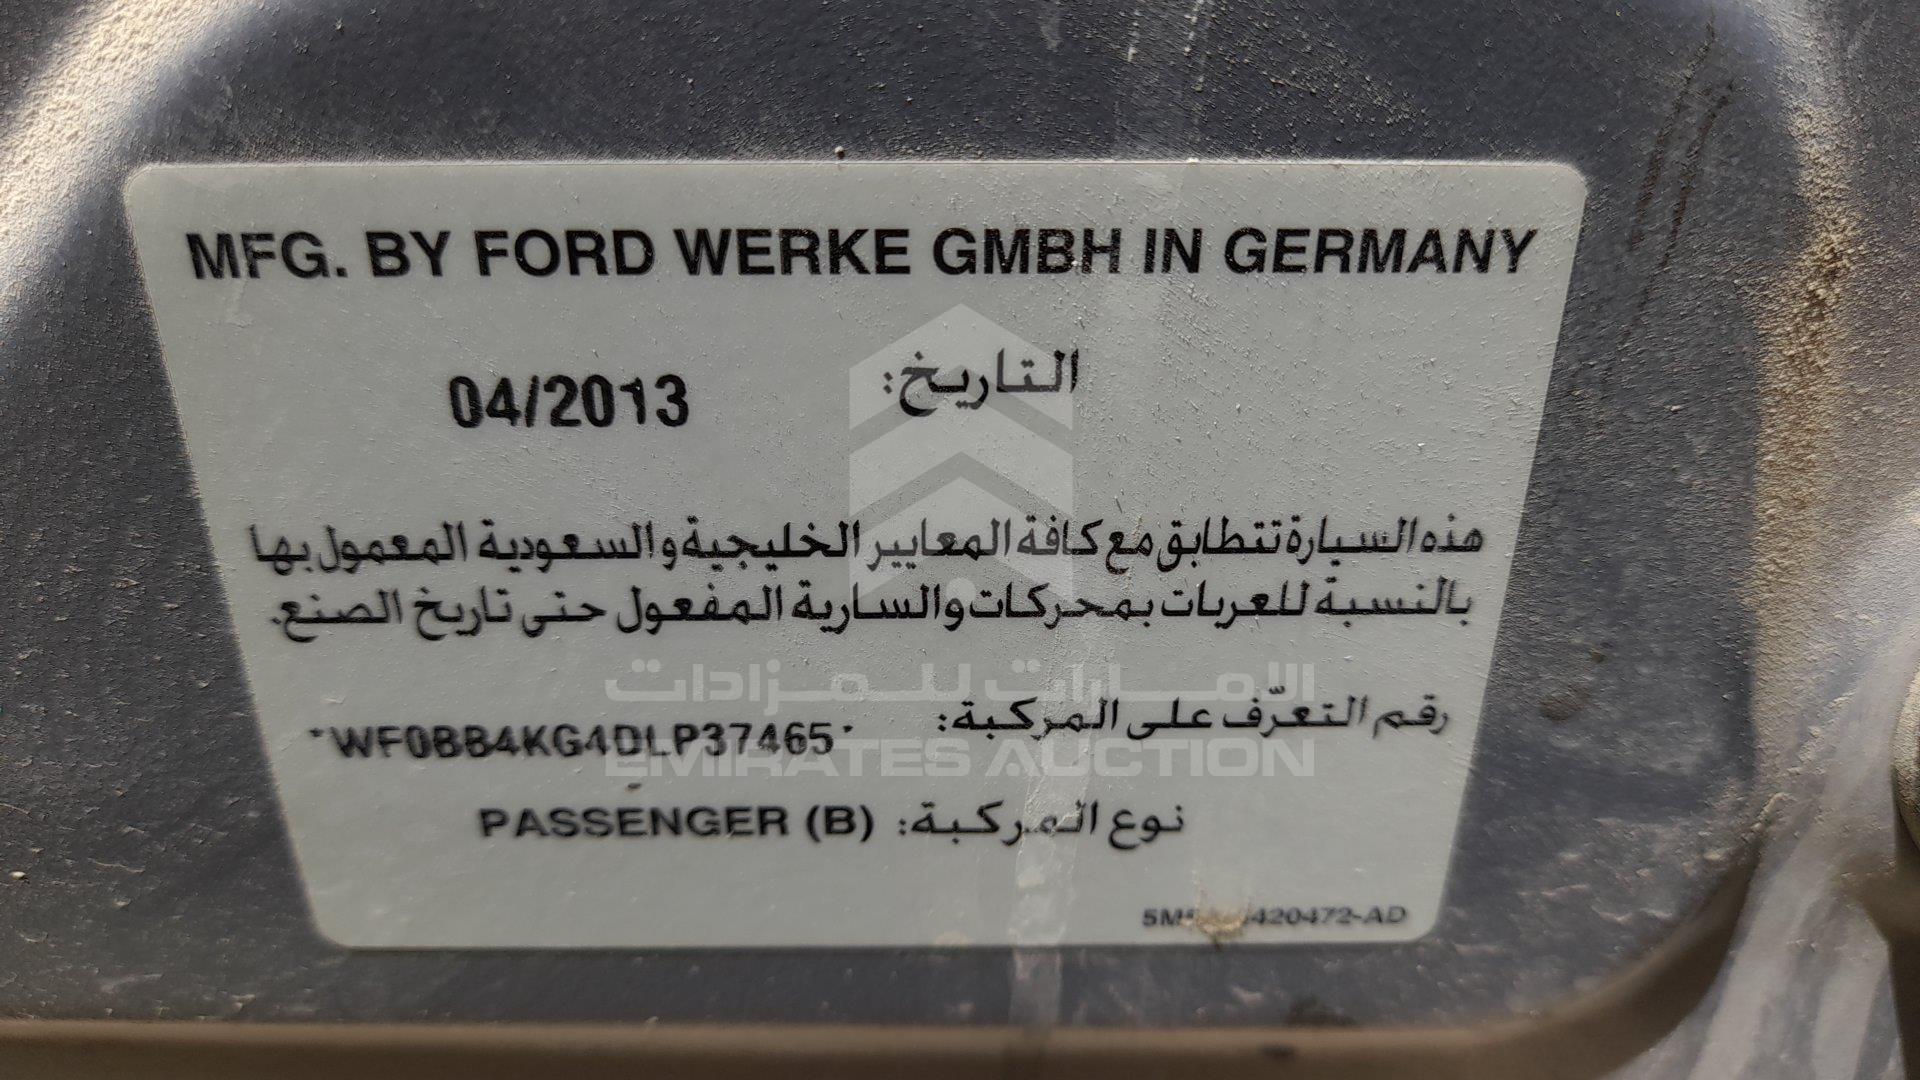 MFG. BY FORD WERKE GMBH IN GERMANY
التاريخ: 04/2013
هذه السيارة تتطابق مع كافة المعايير الخليجية والسعودية المعمول بها
بالنسبة للعربات بمحركات والسارية المفعول حتى تاريخ الصنع.
الامارات للمزادات
رقم التعرّف على المركبة: *WF0BB4KG4DLP37465*
EMIRATES AUCTION
نوع المركبة: PASSENGER (B)
420472-AD